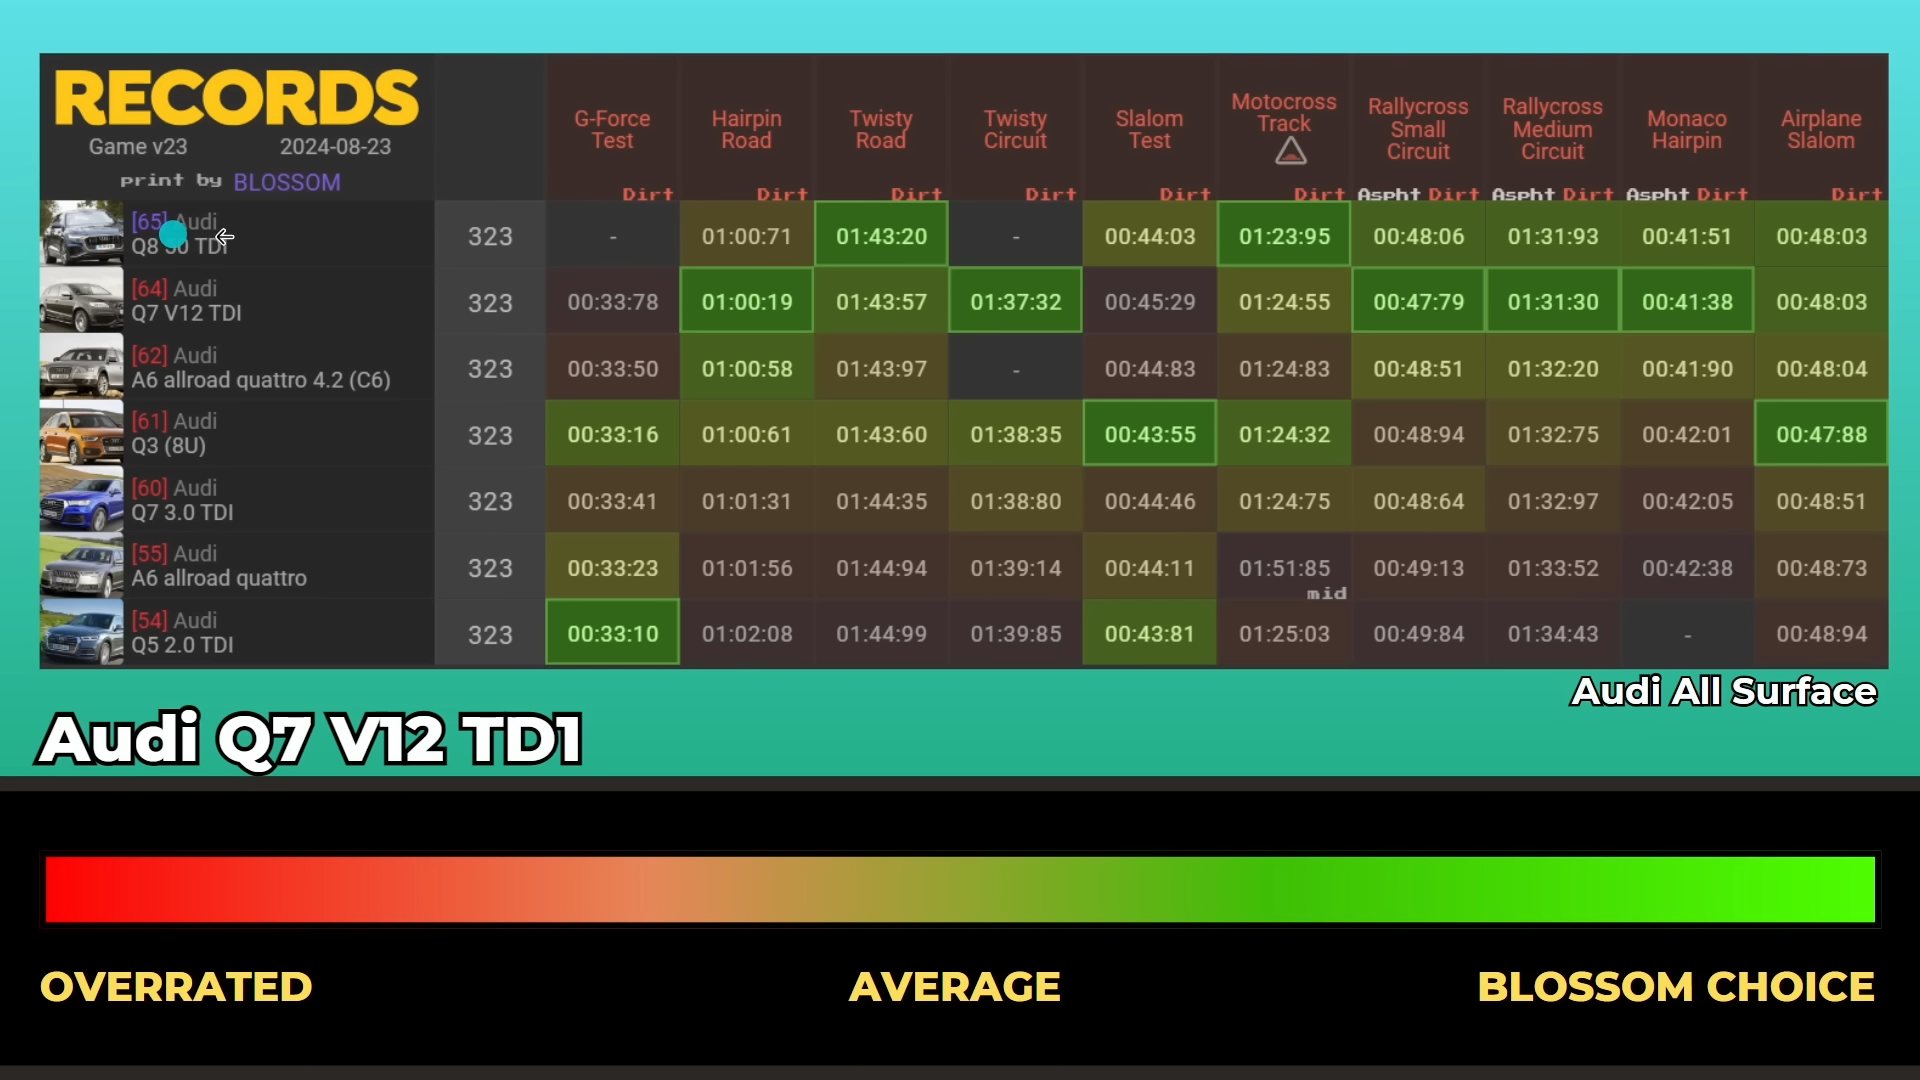 RECORDS
Game v23 2024-08-23
print by BLOSSOM
G-Force Test Dirt
Hairpin Road Dirt
Twisty Road Dirt
Twisty Circuit Dirt
Slalom Test Dirt
Motocross Track Dirt
Rallycross Small Circuit Aspht Dirt
Rallycross Medium Circuit Aspht Dirt
Monaco Hairpin Aspht Dirt
Airplane Slalom Dirt
[65] Audi
Q8 50 TDI 323 - 01:00:71 01:43:20 - 00:44:03 01:23:95 00:48:06 01:31:93 00:41:51 00:48:03
[64] Audi
Q7 V12 TDI 323 00:33:78 01:00:19 01:43:57 01:37:32 00:45:29 01:24:55 00:47:79 01:31:30 00:41:38 00:48:03
[62] Audi
A6 allroad quattro 4.2 (C6) 323 00:33:50 01:00:58 01:43:97 - 00:44:83 01:24:83 00:48:51 01:32:20 00:41:90 00:48:04
[61] Audi
Q3 (8U) 323 00:33:16 01:00:61 01:43:60 01:38:35 00:43:55 01:24:32 00:48:94 01:32:75 00:42:01 00:47:88
[60] Audi
Q7 3.0 TDI 323 00:33:41 01:01:31 01:44:35 01:38:80 00:44:46 01:24:75 00:48:64 01:32:97 00:42:05 00:48:51
[55] Audi
A6 allroad quattro 323 00:33:23 01:01:56 01:44:94 01:39:14 00:44:11 01:51:85 mid 00:49:13 01:33:52 00:42:38 00:48:73
[54] Audi
Q5 2.0 TDI 323 00:33:10 01:02:08 01:44:99 01:39:85 00:43:81 01:25:03 00:49:84 01:34:43 - 00:48:94
Audi All Surface
Audi Q7 V12 TD1
OVERRATED AVERAGE BLOSSOM CHOICE